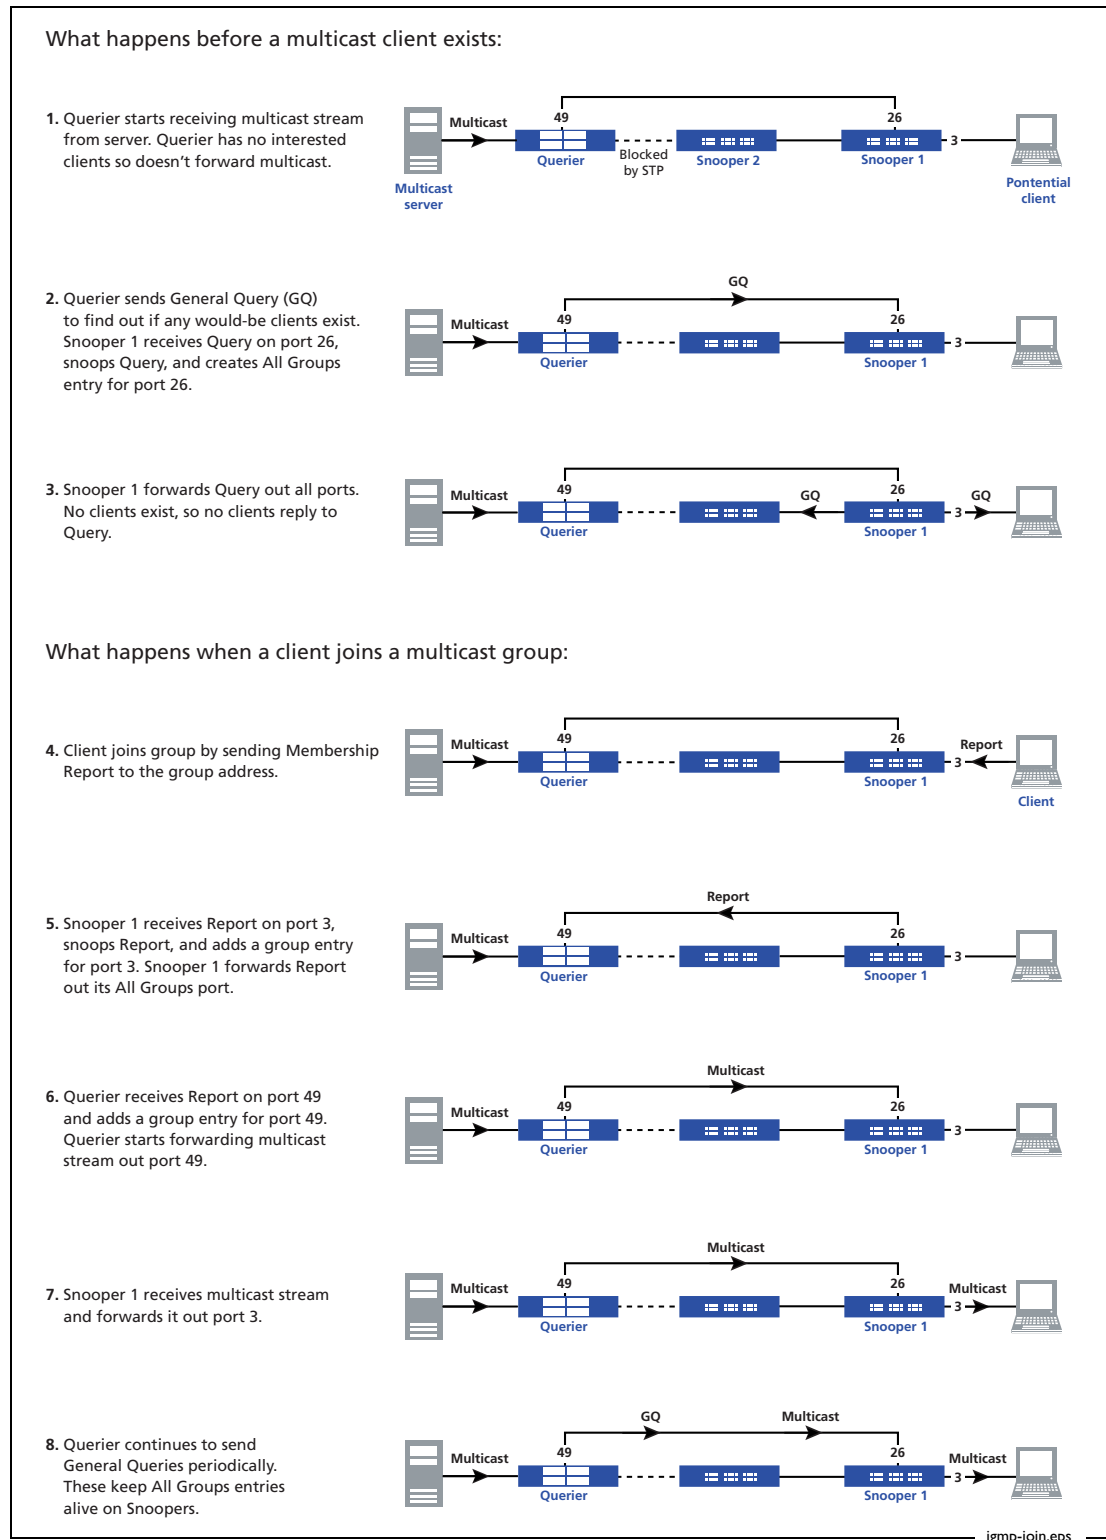 What happens before a multicast client exists:
1. Querier starts receiving multicast stream
from server. Querier has no interested
clients so doesn't forward multicast.
Multicast
49
26
3
Querier
Blocked
by STP
Snooper 2
Snooper 1
Multicast
server
Pontential
client
2. Querier sends General Query (GQ)
to find out if any would-be clients exist.
Snooper 1 receives Query on port 26,
snoops Query, and creates All Groups
entry for port 26.
GQ
Multicast
49
26
3
Querier
Snooper 1
3. Snooper 1 forwards Query out all ports.
No clients exist, so no clients reply to
Query.
Multicast
49
GQ
26
3
GQ
Querier
Snooper 1
What happens when a client joins a multicast group:
4. Client joins group by sending Membership
Report to the group address.
Multicast
49
26
Report
3
Querier
Snooper 1
Client
5. Snooper 1 receives Report on port 3,
snoops Report, and adds a group entry
for port 3. Snooper 1 forwards Report
out its All Groups port.
Report
Multicast
49
26
3
Querier
Snooper 1
6. Querier receives Report on port 49
and adds a group entry for port 49.
Querier starts forwarding multicast
stream out port 49.
Multicast
Multicast
49
26
3
Querier
Snooper 1
7. Snooper 1 receives multicast stream
and forwards it out port 3.
Multicast
Multicast
49
26
Multicast
3
Querier
Snooper 1
8. Querier continues to send
General Queries periodically.
These keep All Groups entries
alive on Snoopers.
GQ
Multicast
Multicast
49
26
Multicast
3
Querier
Snooper 1
igmp-join.eps